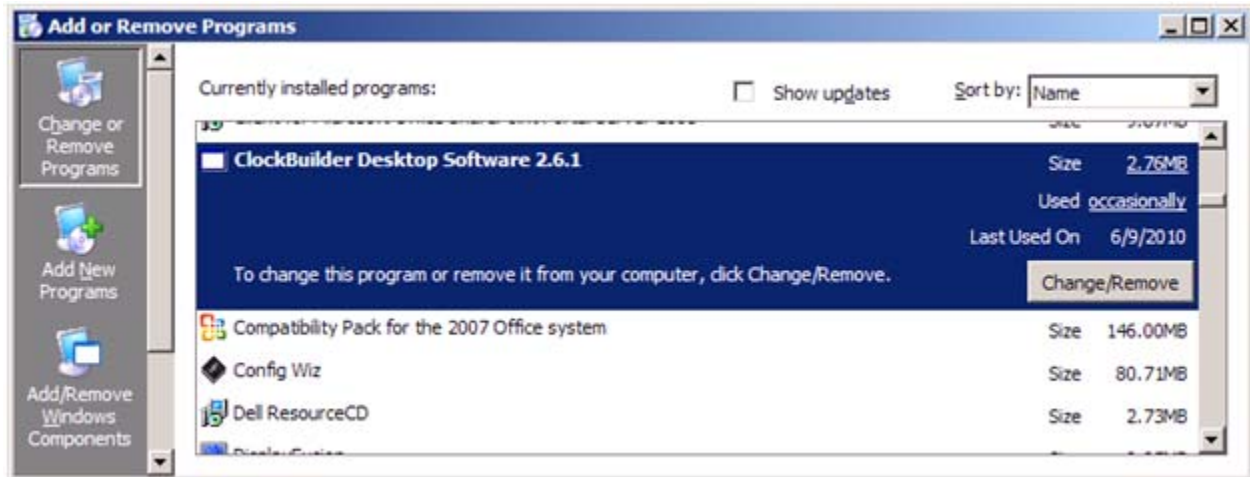 Add or Remove Programs
Change or
Remove
Programs
Add New
Programs
Add/Remove
Windows
Components
Currently installed programs:
Show updates
Sort by: Name
ClockBuilder Desktop Software 2.6.1
Size 2.76MB
Used occasionally
Last Used On 6/9/2010
To change this program or remove it from your computer, click Change/Remove.
Change/Remove
Compatibility Pack for the 2007 Office system
Size 146.00MB
Config Wiz
Size 80.71MB
Dell ResourceCD
Size 2.73MB